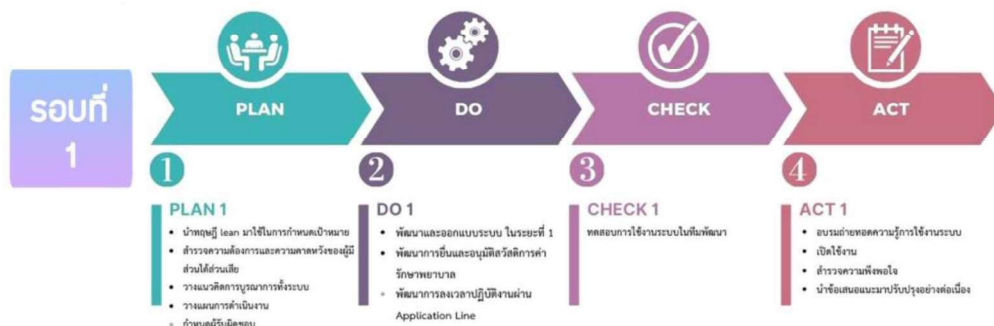 รอบที่
1
PLAN
DO
CHECK
ACT
1
PLAN 1
นำทฤษฎี lean มาใช้ในการกำหนดเป้าหมาย
สำรวจความต้องการและความคาดหวังของผู้มี
ส่วนได้ส่วนเสีย
วางแนวคิดการบูรณาการทั้งระบบ
วางแผนการดำเนินงาน
กำหนดผู้รับผิดชอบ
2
DO 1
พัฒนาและออกแบบระบบ ในระยะที่ 1
พัฒนาการยื่นและอนุมัติสวัสดิการค่า
รักษาพยาบาล
พัฒนาการลงเวลาปฏิบัติงานผ่าน
Application Line
3
CHECK 1
ทดสอบการใช้งานระบบในทีมพัฒนา
4
ACT 1
อบรมถ่ายทอดความรู้การใช้งานระบบ
เปิดใช้งาน
สำรวจความพึงพอใจ
นำข้อเสนอแนะมาปรับปรุงอย่างต่อเนื่อง